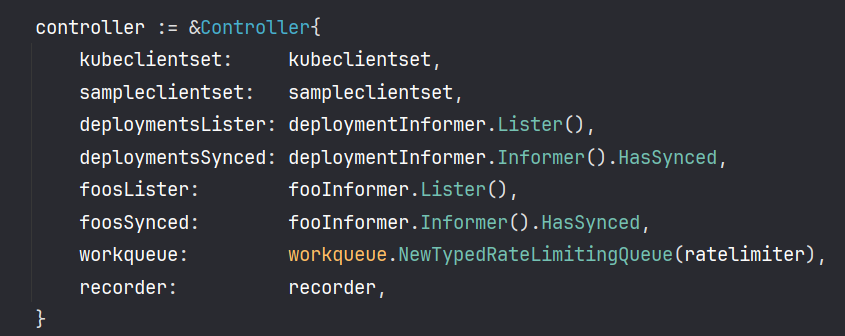 controller := &Controller{
    kubeclientset:     kubeclientset,
    sampleclientset:   sampleclientset,
    deploymentsLister: deploymentInformer.Lister(),
    deploymentsSynced: deploymentInformer.Informer().HasSynced,
    foosLister:        fooInformer.Lister(),
    foosSynced:        fooInformer.Informer().HasSynced,
    workqueue:         workqueue.NewTypedRateLimitingQueue(ratelimiter),
    recorder:          recorder,
}